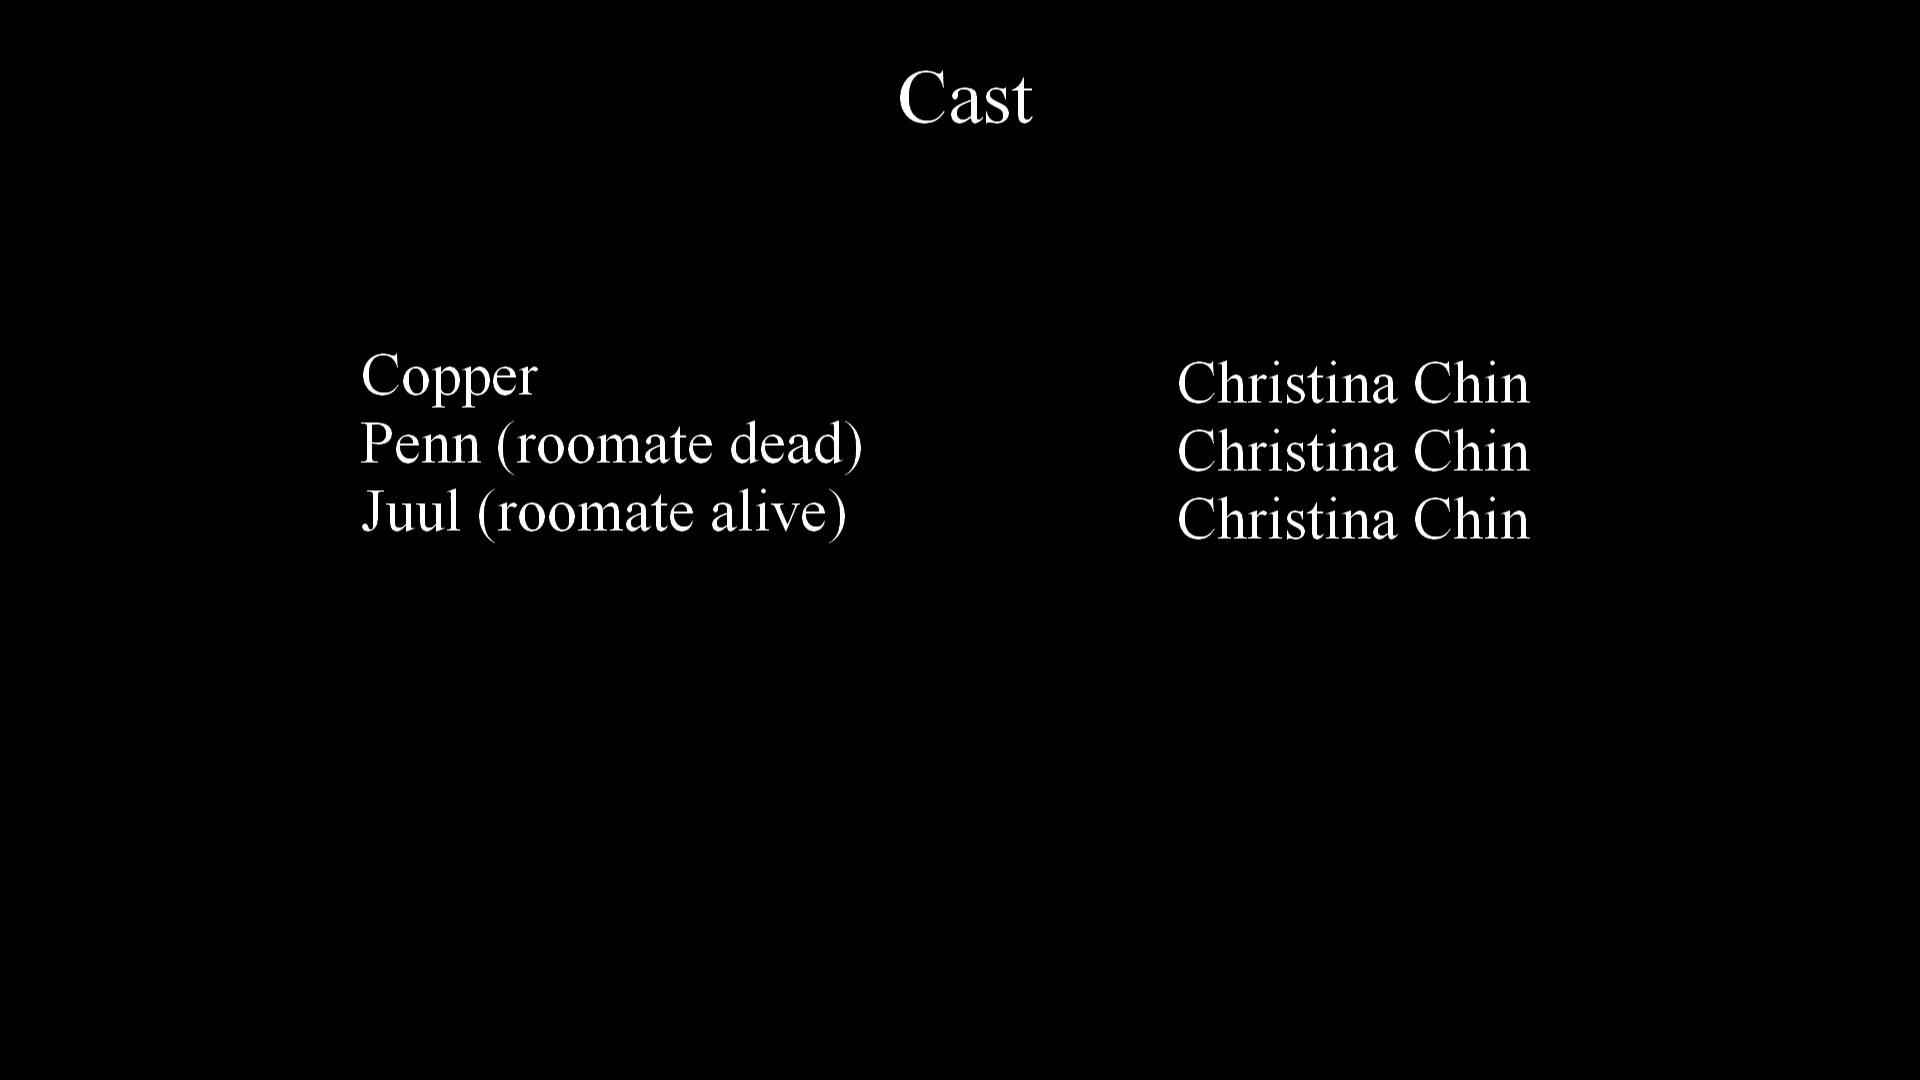 Cast
Copper Christina Chin
Penn (roomate dead) Christina Chin
Juul (roomate alive) Christina Chin